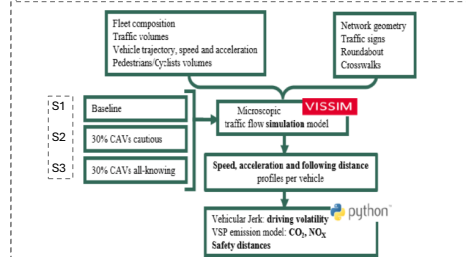 Fleet composition
Traffic volumes
Vehicle trajectory, speed and acceleration
Pedestrians/Cyclists volumes
Network geometry
Traffic signs
Roundabout
Crosswalks
S1
Baseline
S2
30% CAVs cautious
S3
30% CAVs all-knowing
Microscopic
traffic flow simulation model
VISSIM
Speed, acceleration and following distance
profiles per vehicle
Vehicular Jerk: driving volatility
VSP emission model: CO₂, NOX
Safety distances
python